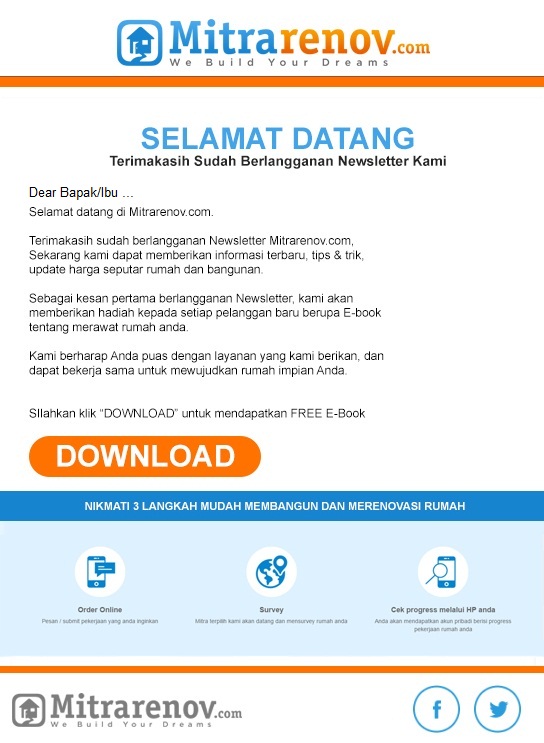 Mitrarenov.com
We Build Your Dreams
SELAMAT DATANG
Terimakasih Sudah Berlangganan Newsletter Kami
Dear Bapak/Ibu ...
Selamat datang di Mitrarenov.com.
Terimakasih sudah berlangganan Newsletter Mitrarenov.com,
Sekarang kami dapat memberikan informasi terbaru, tips & trik,
update harga seputar rumah dan bangunan.
Sebagai kesan pertama berlangganan Newsletter, kami akan
memberikan hadiah kepada setiap pelanggan baru berupa E-book
tentang merawat rumah anda.
Kami berharap Anda puas dengan layanan yang kami berikan, dan
dapat bekerja sama untuk mewujudkan rumah impian Anda.
SIlahkan klik “DOWNLOAD” untuk mendapatkan FREE E-Book
DOWNLOAD
NIKMATI 3 LANGKAH MUDAH MEMBANGUN DAN MERENOVASI RUMAH
Order Online
Pesan / submit pekerjaan yang anda inginkan
Survey
Mitra terpilih kami akan datang dan mensurvey rumah anda
Cek progress melalui HP anda
Anda akan mendapatkan akun pribadi berisi progress
pekerjaan rumah anda
Mitrarenov.com
We Build Your Dreams